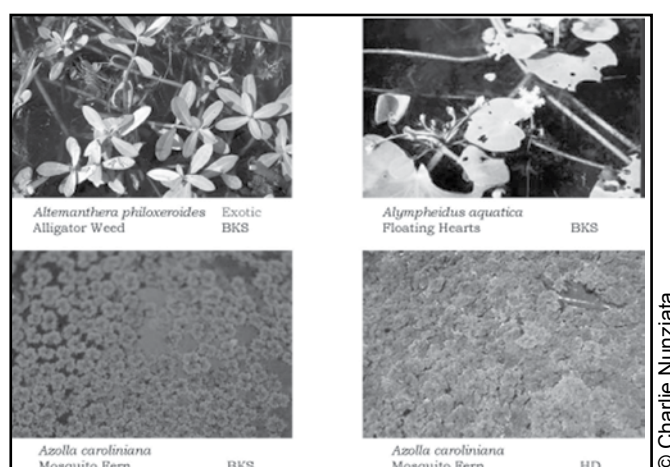 Altemanthera philoxeroides Exotic
Alligator Weed BKS
Alympheidus aquatica
Floating Hearts BKS
Azolla caroliniana
Mosquito Fern BKS
Azolla caroliniana
Mosquito Fern HD
© Charlie Nunziata